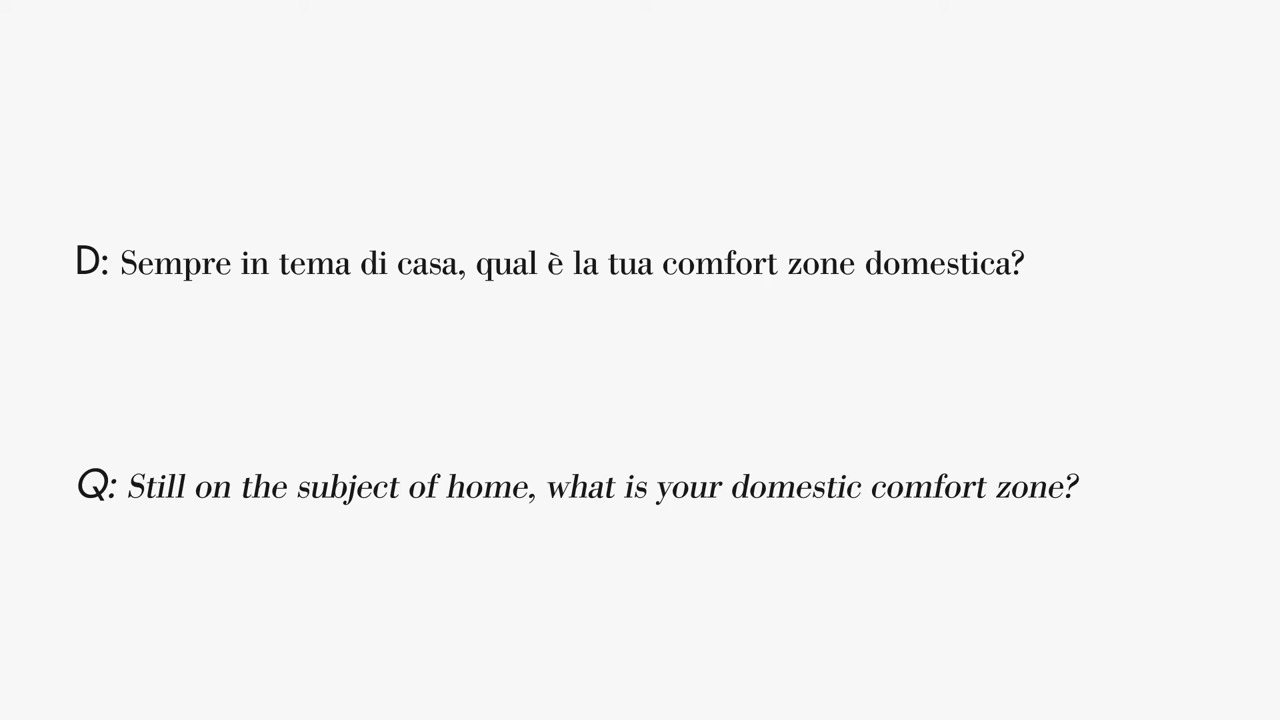 D: Sempre in tema di casa, qual è la tua comfort zone domestica?
Q: Still on the subject of home, what is your domestic comfort zone?